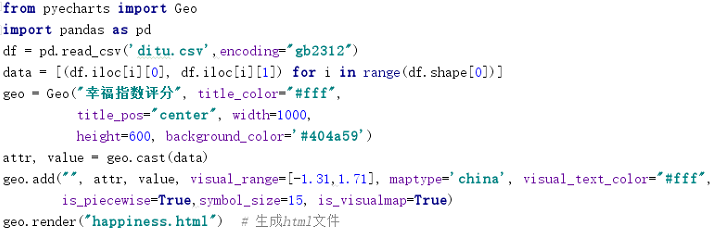 from pyecharts import Geo
import pandas as pd
df = pd.read_csv('ditu.csv',encoding="gb2312")
data = [(df.iloc[i][0], df.iloc[i][1]) for i in range(df.shape[0])]
geo = Geo("幸福指数评分", title_color="#fff",
title_pos="center", width=1000,
height=600, background_color='#404a59')
attr, value = geo.cast(data)
geo.add("", attr, value, visual_range=[-1.31,1.71], maptype='china', visual_text_color="#fff",
is_piecewise=True,symbol_size=15, is_visualmap=True)
geo.render("happiness.html")  # 生成html文件